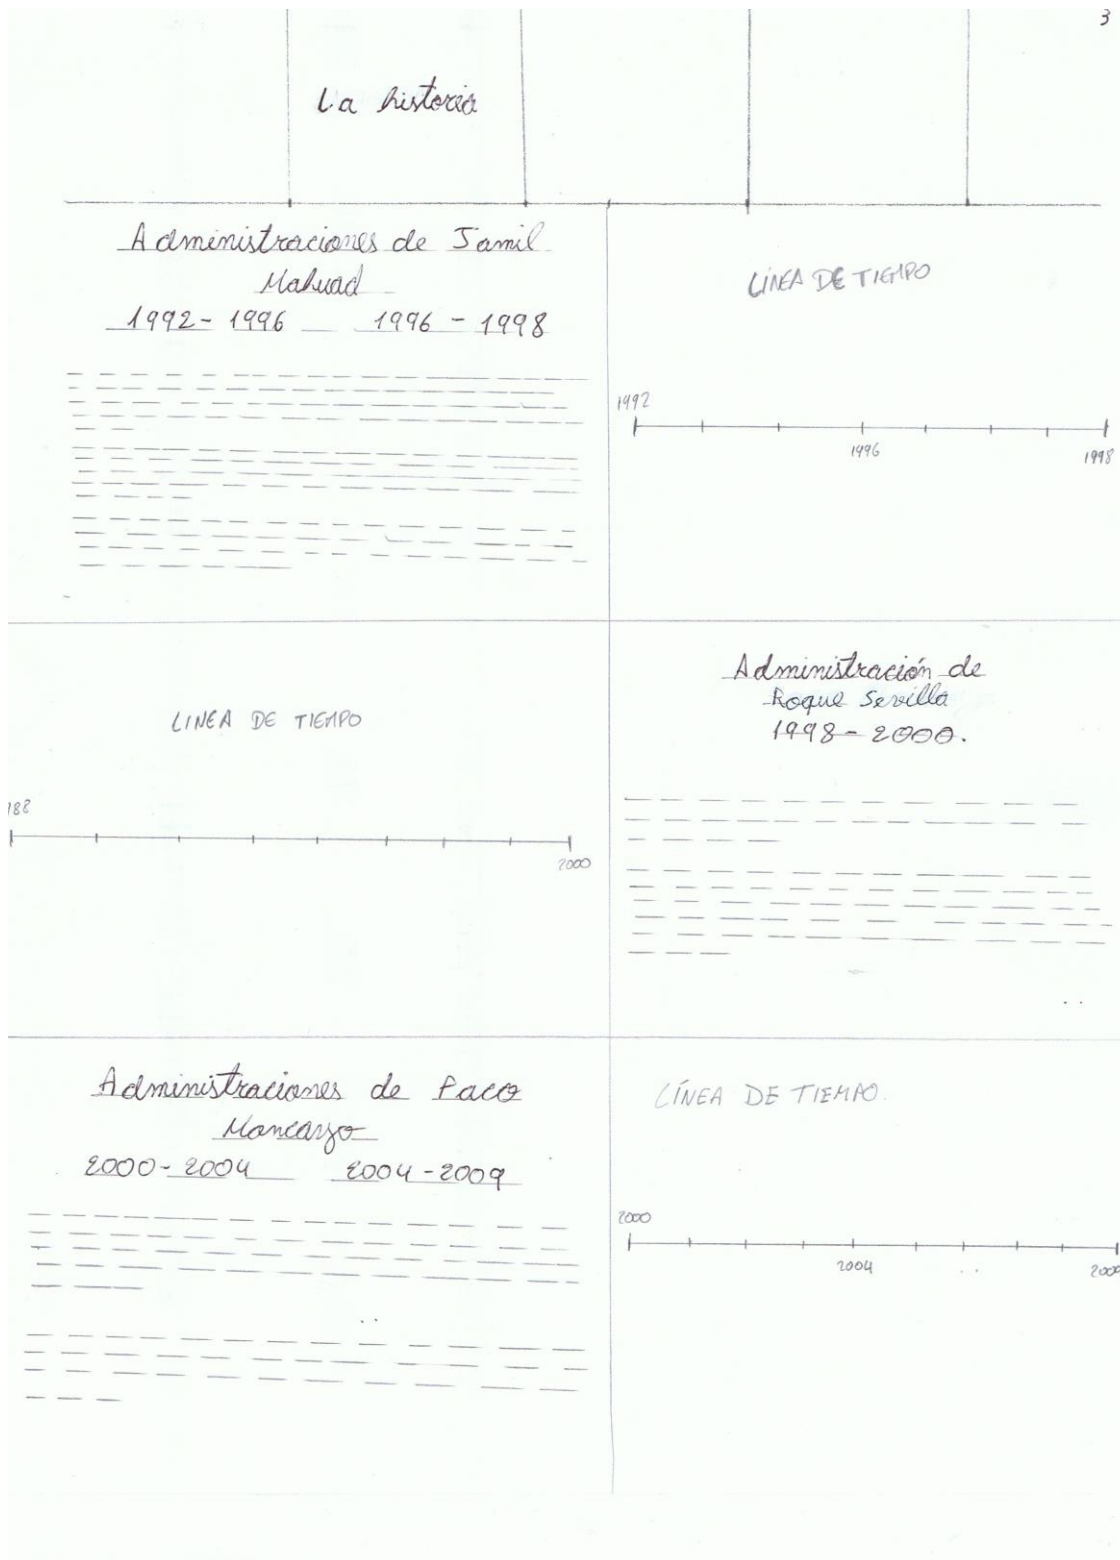 3
La historia
Administraciones de Jamil
Mahuad
1992 - 1996 1996 - 1998
LÍNEA DE TIEMPO
1992
1996
1998
LINEA DE TIEMPO
2000
Administración de
Roque Sevilla
1998 - 2000.
Administraciones de Paco
Moncayo
2000 - 2004 2004 - 2009
LÍNEA DE TIEMPO.
2000
2004